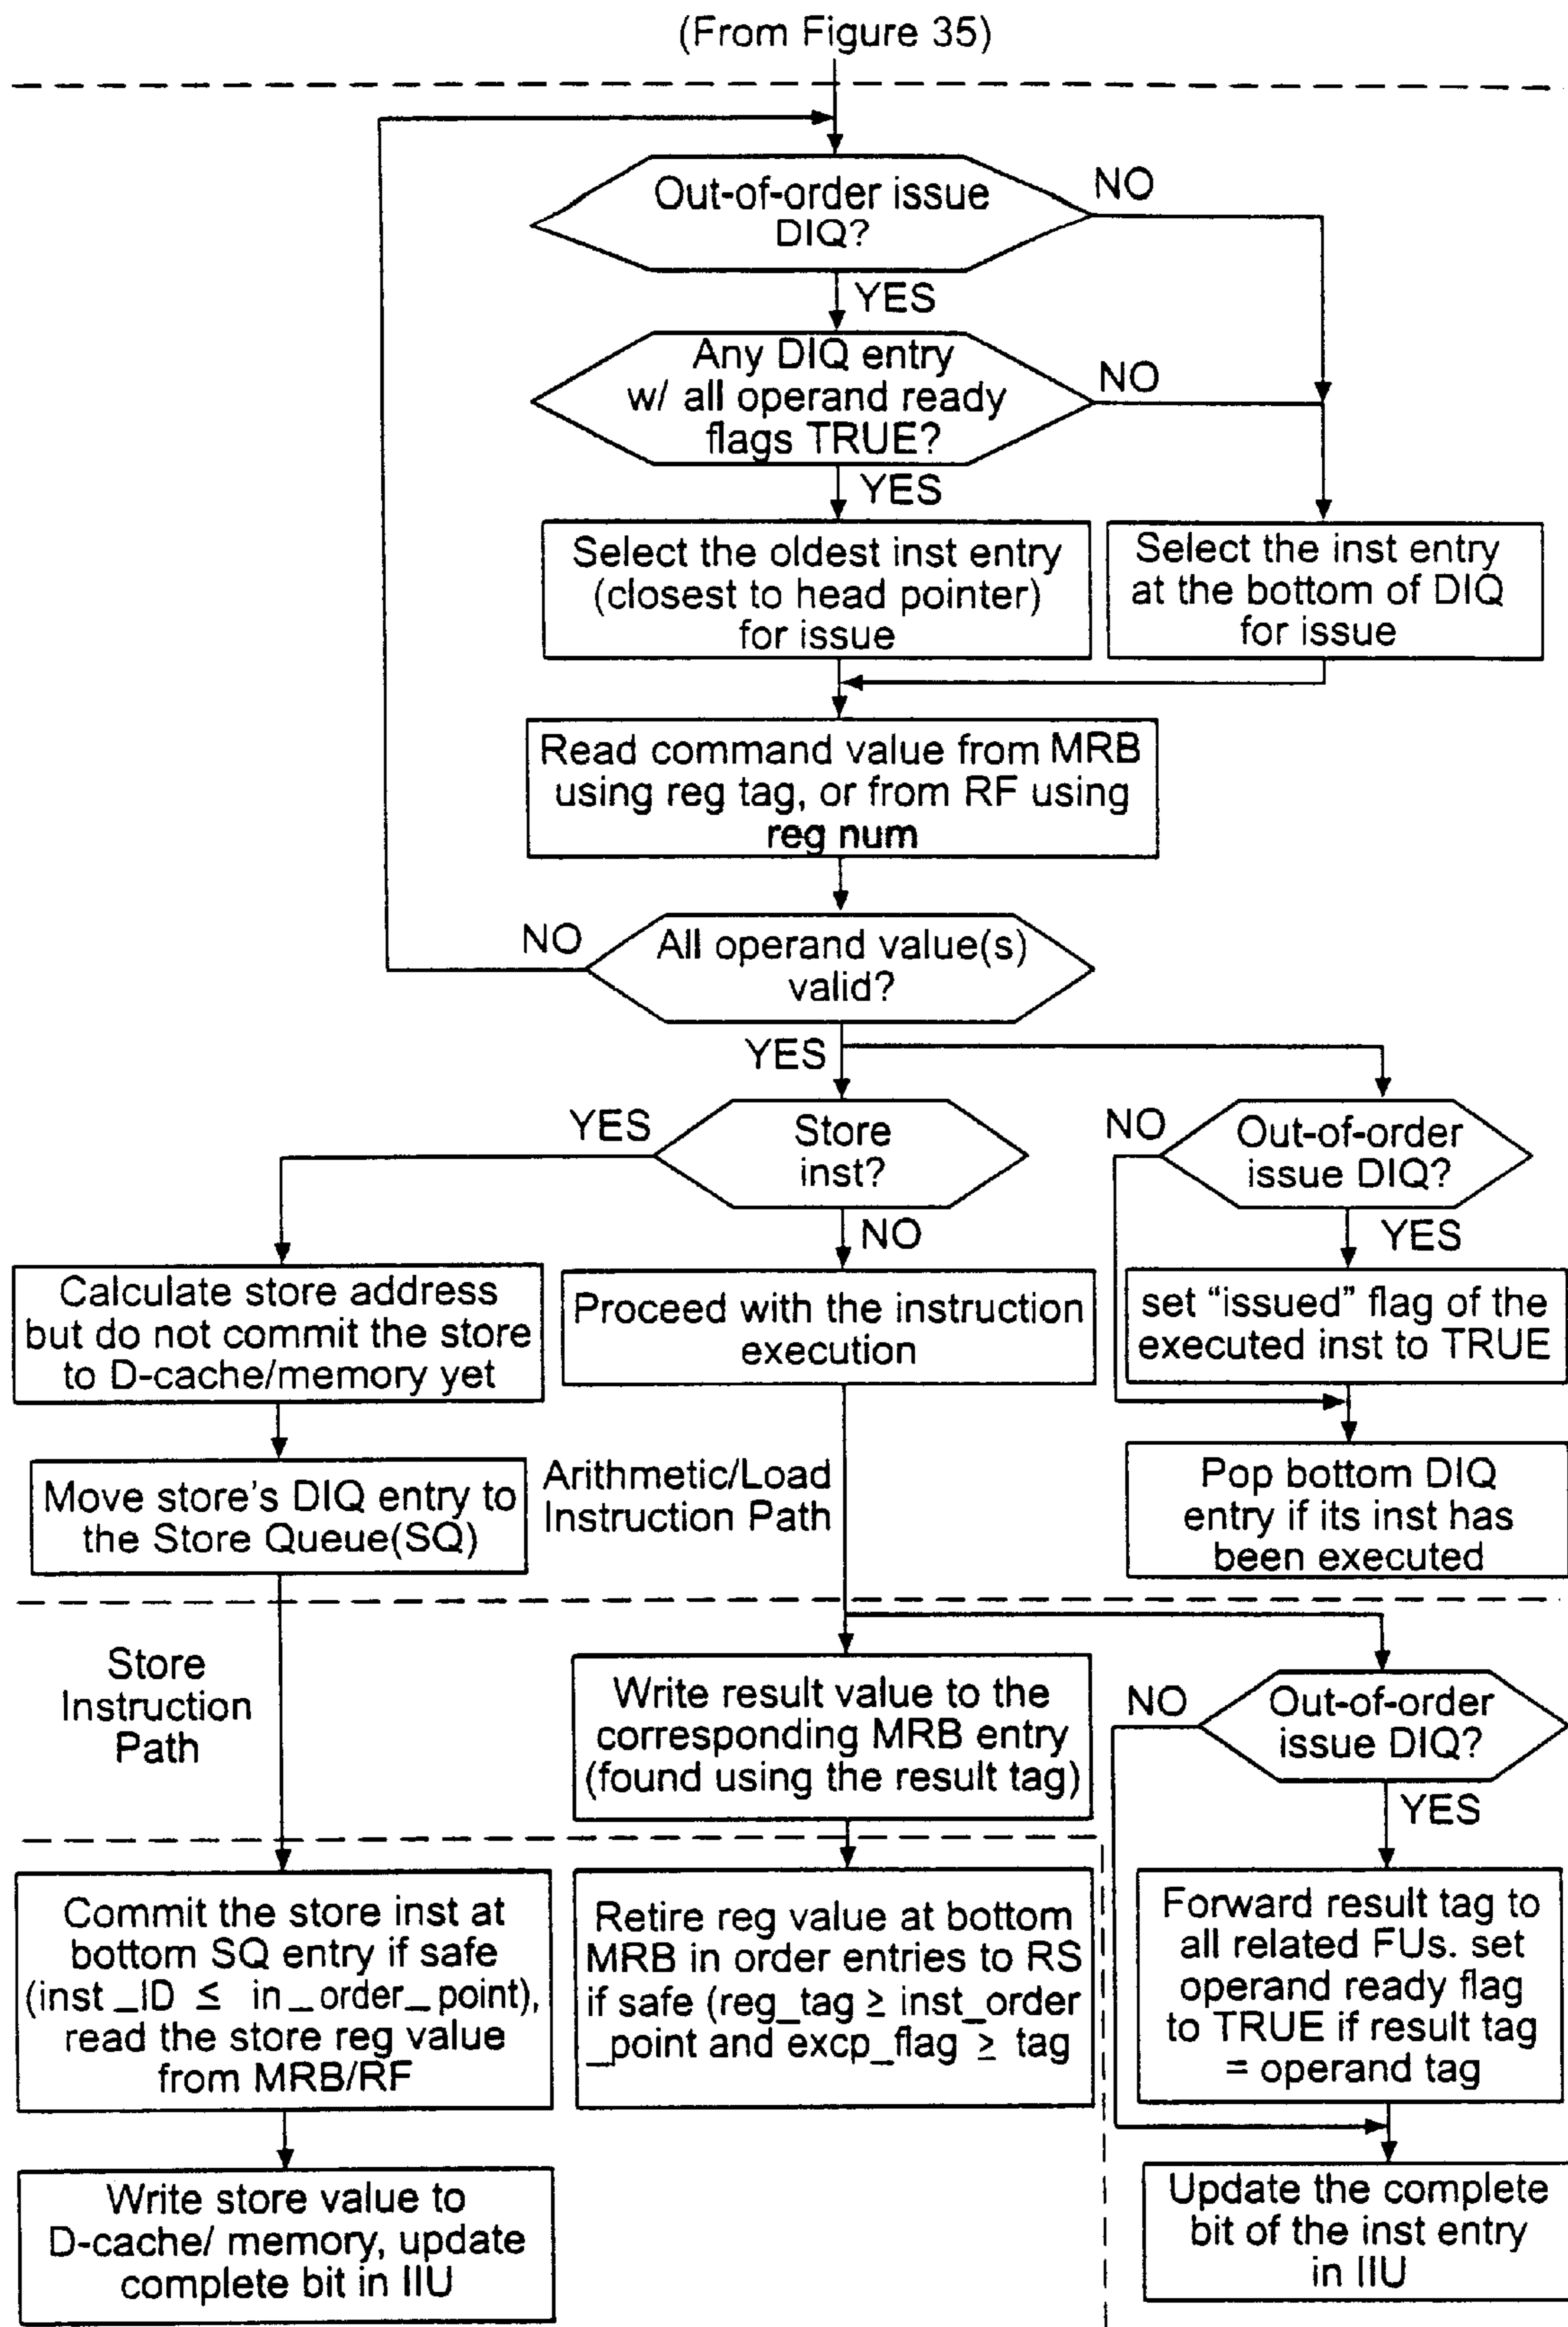 (From Figure 35)
Out-of-order issue
DIQ?
NO
YES
Any DIQ entry
w/ all operand ready
flags TRUE?
NO
YES
Select the oldest inst entry
(closest to head pointer)
for issue
Select the inst entry
at the bottom of DIQ
for issue
Read command value from MRB
using reg tag, or from RF using
reg num
All operand value(s)
valid?
NO
YES
Store
inst?
YES
NO
Out-of-order
issue DIQ?
NO
YES
Calculate store address
but do not commit the store
to D-cache/memory yet
Proceed with the instruction
execution
set “issued” flag of the
executed inst to TRUE
Move store's DIQ entry to
the Store Queue(SQ)
Arithmetic/Load
Instruction Path
Pop bottom DIQ
entry if its inst has
been executed
Store
Instruction
Path
Write result value to the
corresponding MRB entry
(found using the result tag)
Out-of-order
issue DIQ?
NO
YES
Commit the store inst at
bottom SQ entry if safe
(inst _ID ≤ in_order_point),
read the store reg value
from MRB/RF
Retire reg value at bottom
MRB in order entries to RS
if safe (reg_tag ≥ inst_order
_point and excp_flag ≥ tag
Forward result tag to
all related FUs. set
operand ready flag
to TRUE if result tag
= operand tag
Write store value to
D-cache/ memory, update
complete bit in IIU
Update the complete
bit of the inst entry
in IIU